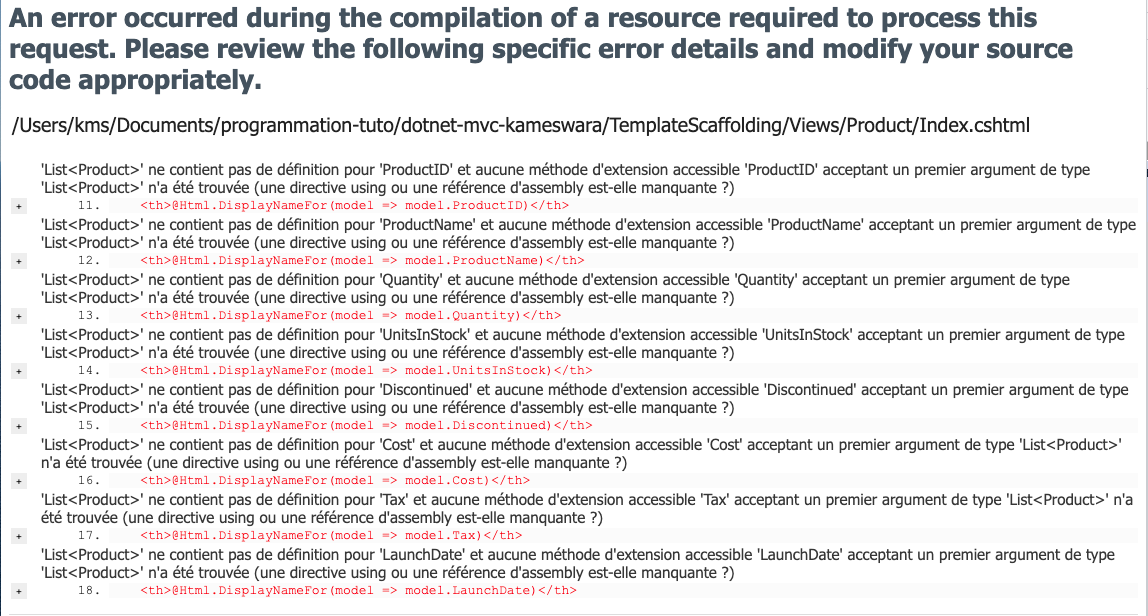 An error occurred during the compilation of a resource required to process this
request. Please review the following specific error details and modify your source
code appropriately.
/Users/kms/Documents/programmation-tuto/dotnet-mvc-kameswara/TemplateScaffolding/Views/Product/Index.cshtml
'List<Product>' ne contient pas de définition pour 'ProductID' et aucune méthode d'extension accessible 'ProductID' acceptant un premier argument de type
'List<Product>' n'a été trouvée (une directive using ou une référence d'assembly est-elle manquante ?)
+ 11. <th>@Html.DisplayNameFor(model => model.ProductID)</th>
'List<Product>' ne contient pas de définition pour 'ProductName' et aucune méthode d'extension accessible 'ProductName' acceptant un premier argument de type
'List<Product>' n'a été trouvée (une directive using ou une référence d'assembly est-elle manquante ?)
+ 12. <th>@Html.DisplayNameFor(model => model.ProductName)</th>
'List<Product>' ne contient pas de définition pour 'Quantity' et aucune méthode d'extension accessible 'Quantity' acceptant un premier argument de type
'List<Product>' n'a été trouvée (une directive using ou une référence d'assembly est-elle manquante ?)
+ 13. <th>@Html.DisplayNameFor(model => model.Quantity)</th>
'List<Product>' ne contient pas de définition pour 'UnitsInStock' et aucune méthode d'extension accessible 'UnitsInStock' acceptant un premier argument de type
'List<Product>' n'a été trouvée (une directive using ou une référence d'assembly est-elle manquante ?)
+ 14. <th>@Html.DisplayNameFor(model => model.UnitsInStock)</th>
'List<Product>' ne contient pas de définition pour 'Discontinued' et aucune méthode d'extension accessible 'Discontinued' acceptant un premier argument de type
'List<Product>' n'a été trouvée (une directive using ou une référence d'assembly est-elle manquante ?)
+ 15. <th>@Html.DisplayNameFor(model => model.Discontinued)</th>
'List<Product>' ne contient pas de définition pour 'Cost' et aucune méthode d'extension accessible 'Cost' acceptant un premier argument de type 'List<Product>'
n'a été trouvée (une directive using ou une référence d'assembly est-elle manquante ?)
+ 16. <th>@Html.DisplayNameFor(model => model.Cost)</th>
'List<Product>' ne contient pas de définition pour 'Tax' et aucune méthode d'extension accessible 'Tax' acceptant un premier argument de type 'List<Product>' n'a
été trouvée (une directive using ou une référence d'assembly est-elle manquante ?)
+ 17. <th>@Html.DisplayNameFor(model => model.Tax)</th>
'List<Product>' ne contient pas de définition pour 'LaunchDate' et aucune méthode d'extension accessible 'LaunchDate' acceptant un premier argument de type
'List<Product>' n'a été trouvée (une directive using ou une référence d'assembly est-elle manquante ?)
+ 18. <th>@Html.DisplayNameFor(model => model.LaunchDate)</th>